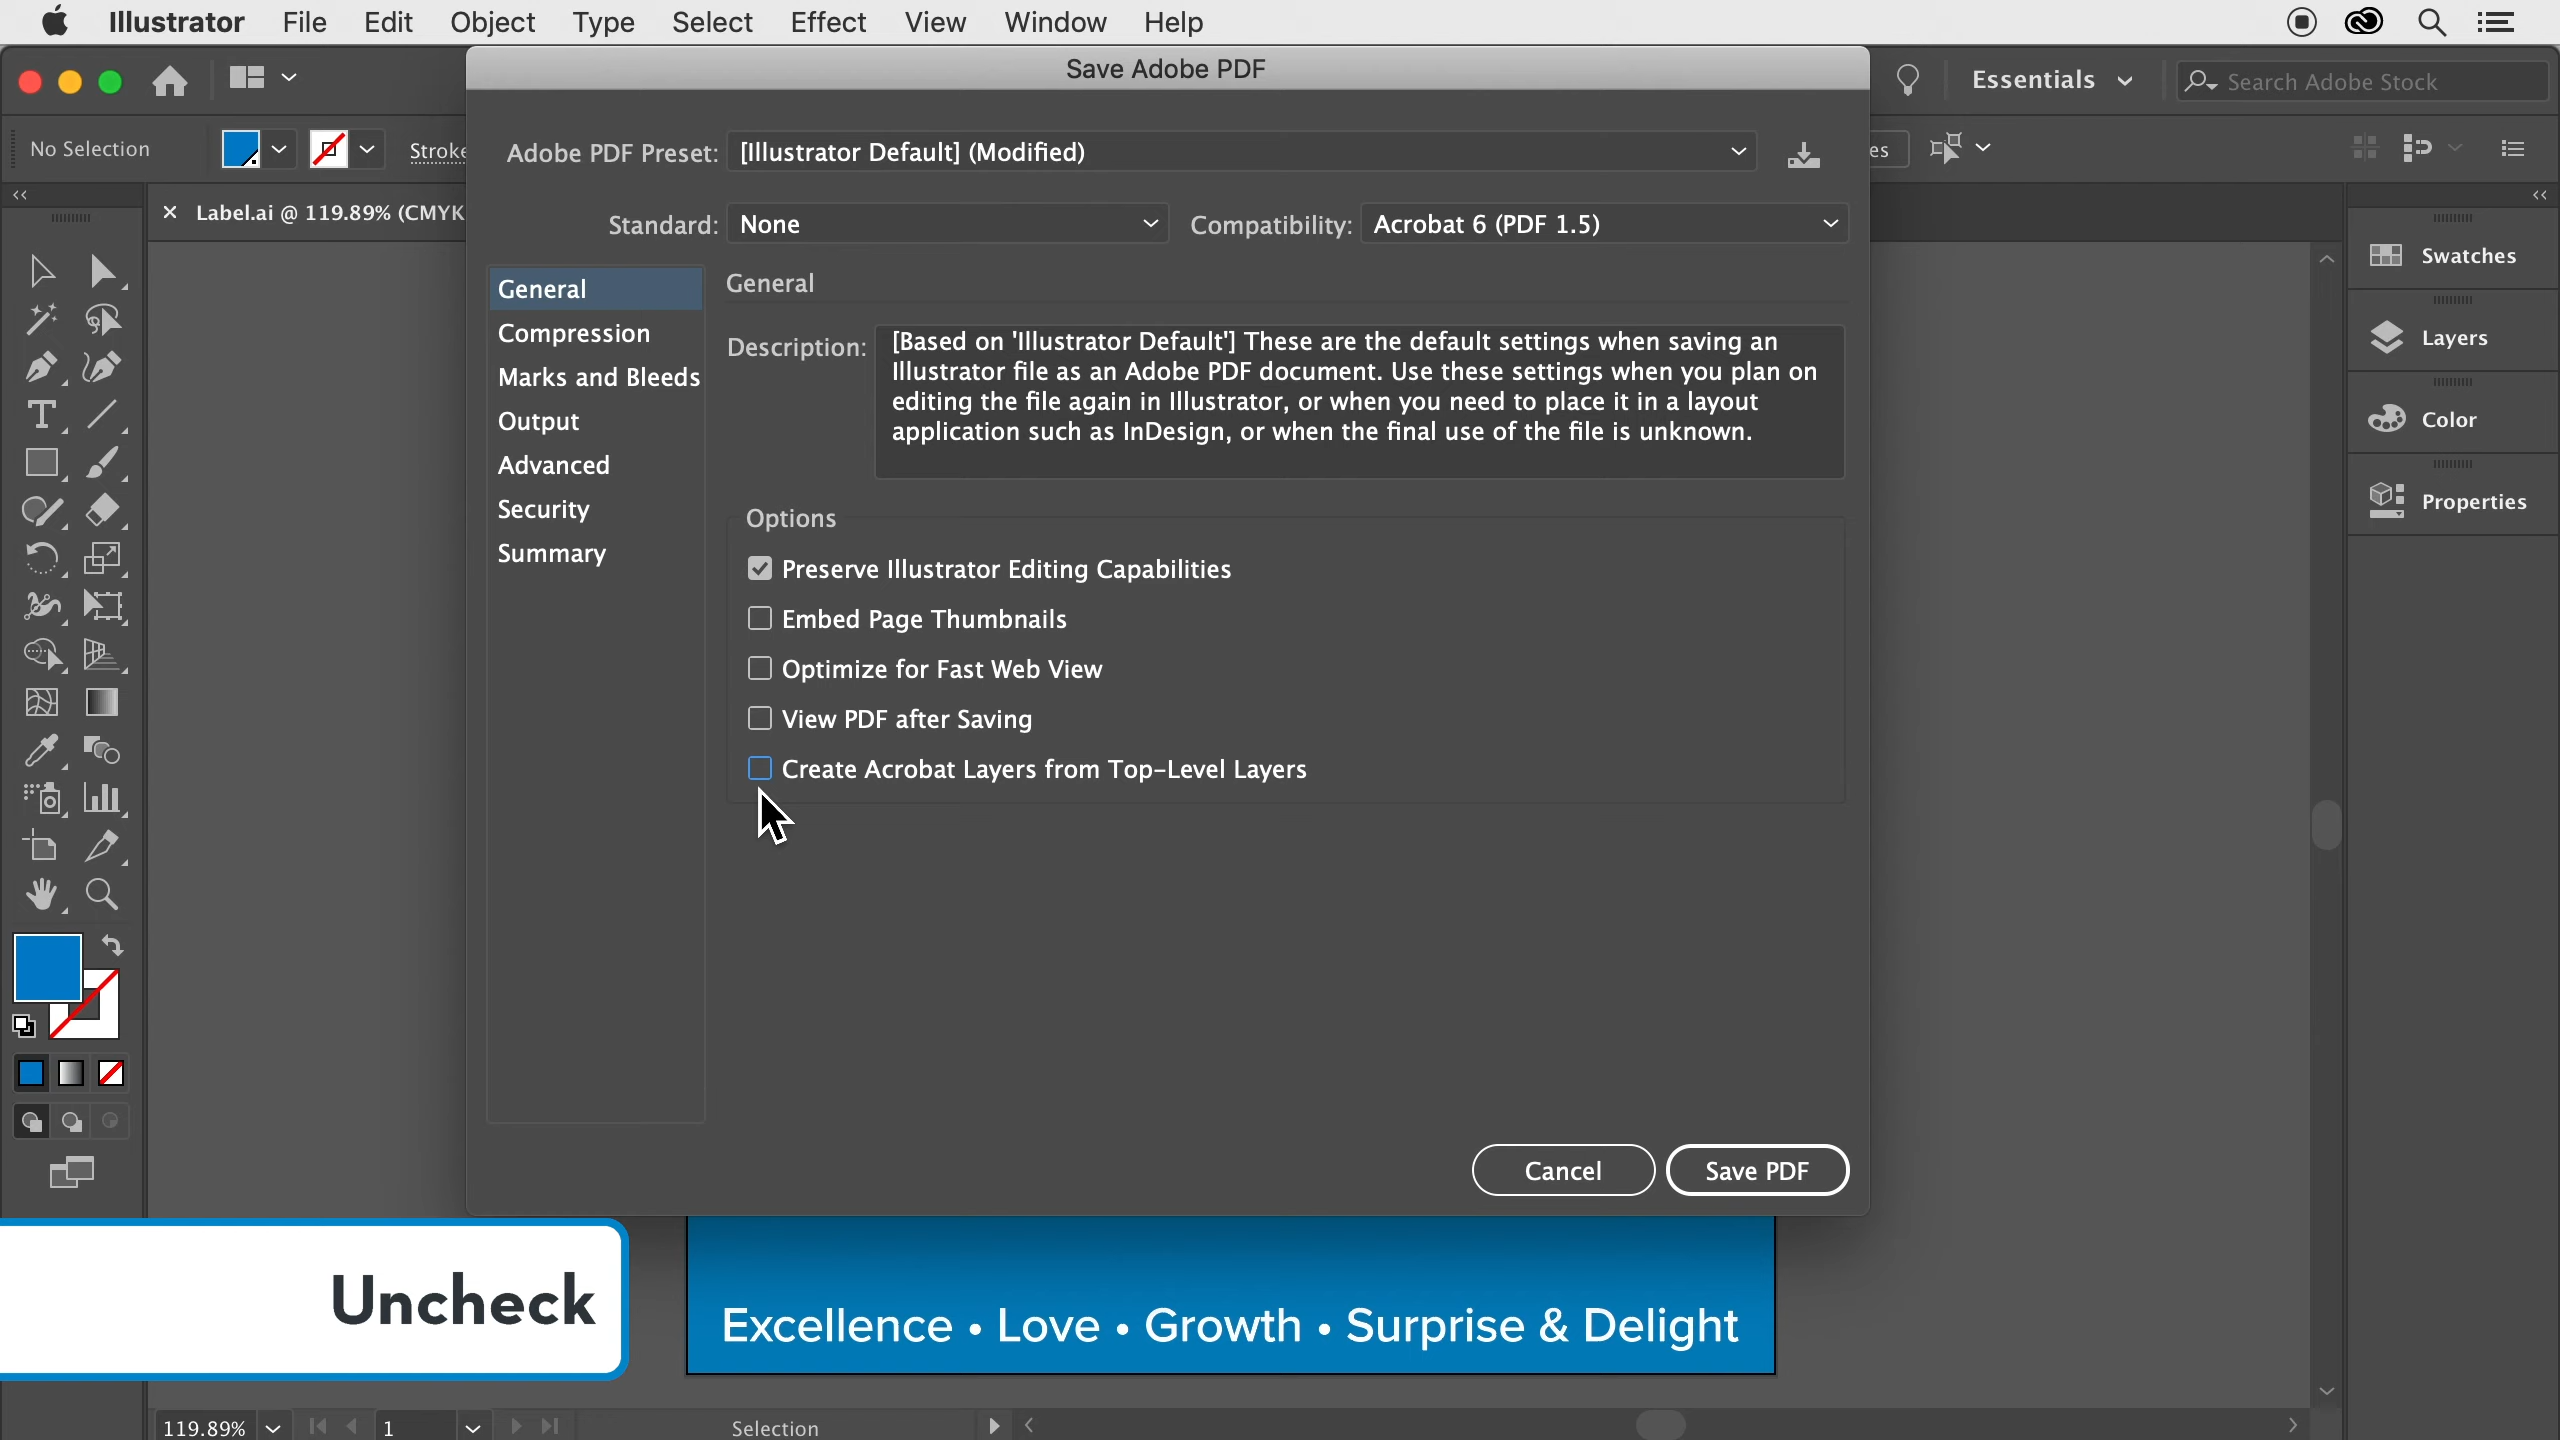 Illustrator File Edit Object Type Select Effect View Window Help
Save Adobe PDF
Essentials
Search Adobe Stock
No Selection
Stroke
Adobe PDF Preset: [Illustrator Default] (Modified)
es
Label.ai @ 119.89% (CMYK
Standard: None
Compatibility: Acrobat 6 (PDF 1.5)
General
Compression
Marks and Bleeds
Output
Advanced
Security
Summary
General
Description: [Based on 'Illustrator Default'] These are the default settings when saving an
Illustrator file as an Adobe PDF document. Use these settings when you plan on
editing the file again in Illustrator, or when you need to place it in a layout
application such as InDesign, or when the final use of the file is unknown.
Options
Preserve Illustrator Editing Capabilities
Embed Page Thumbnails
Optimize for Fast Web View
View PDF after Saving
Create Acrobat Layers from Top-Level Layers
Cancel
Save PDF
Swatches
Layers
Color
Properties
Uncheck
Excellence • Love • Growth • Surprise & Delight
119.89%
1
Selection